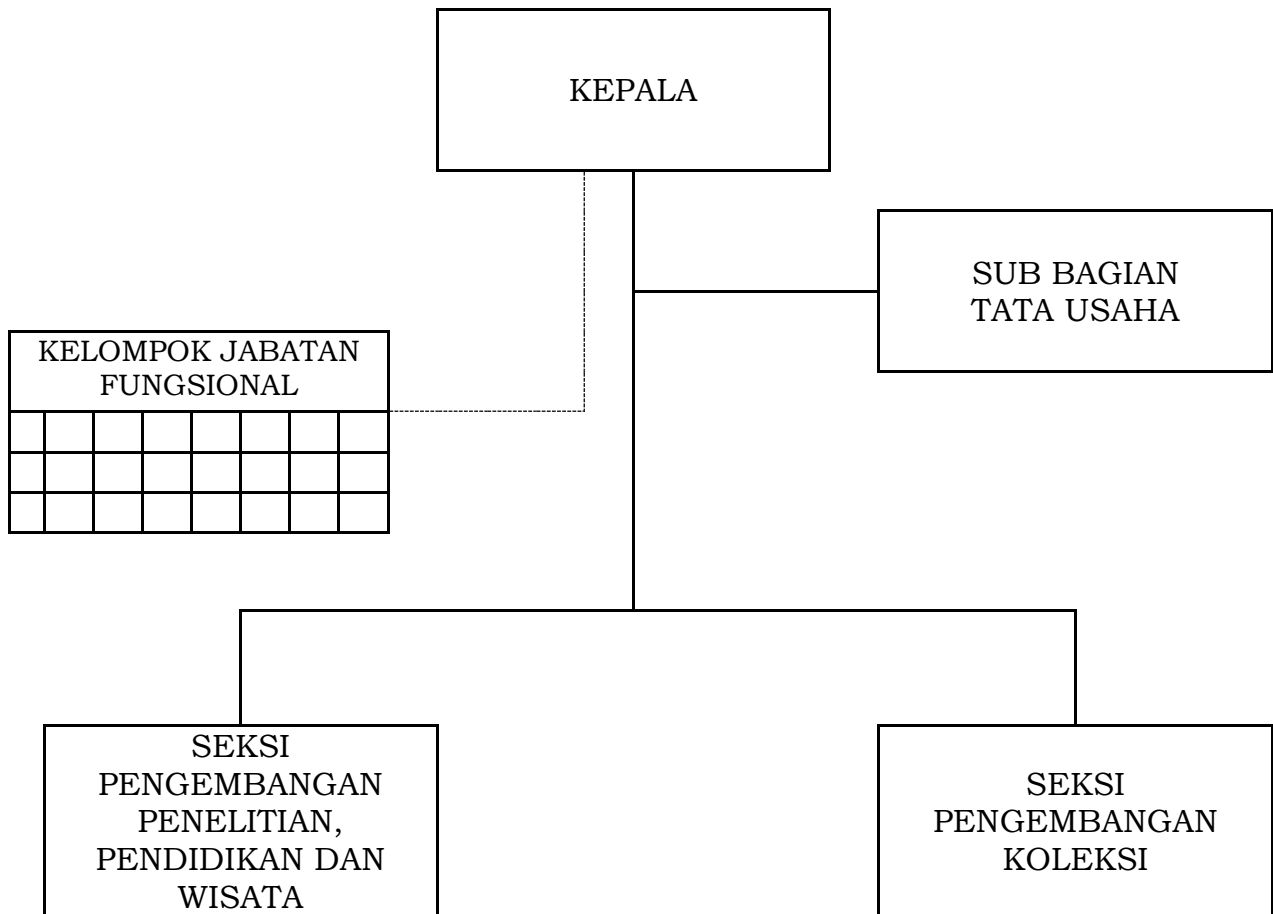 KEPALA
SUB BAGIAN
TATA USAHA
KELOMPOK JABATAN
FUNGSIONAL
SEKSI
PENGEMBANGAN
PENELITIAN,
PENDIDIKAN DAN
WISATA
SEKSI
PENGEMBANGAN
KOLEKSI